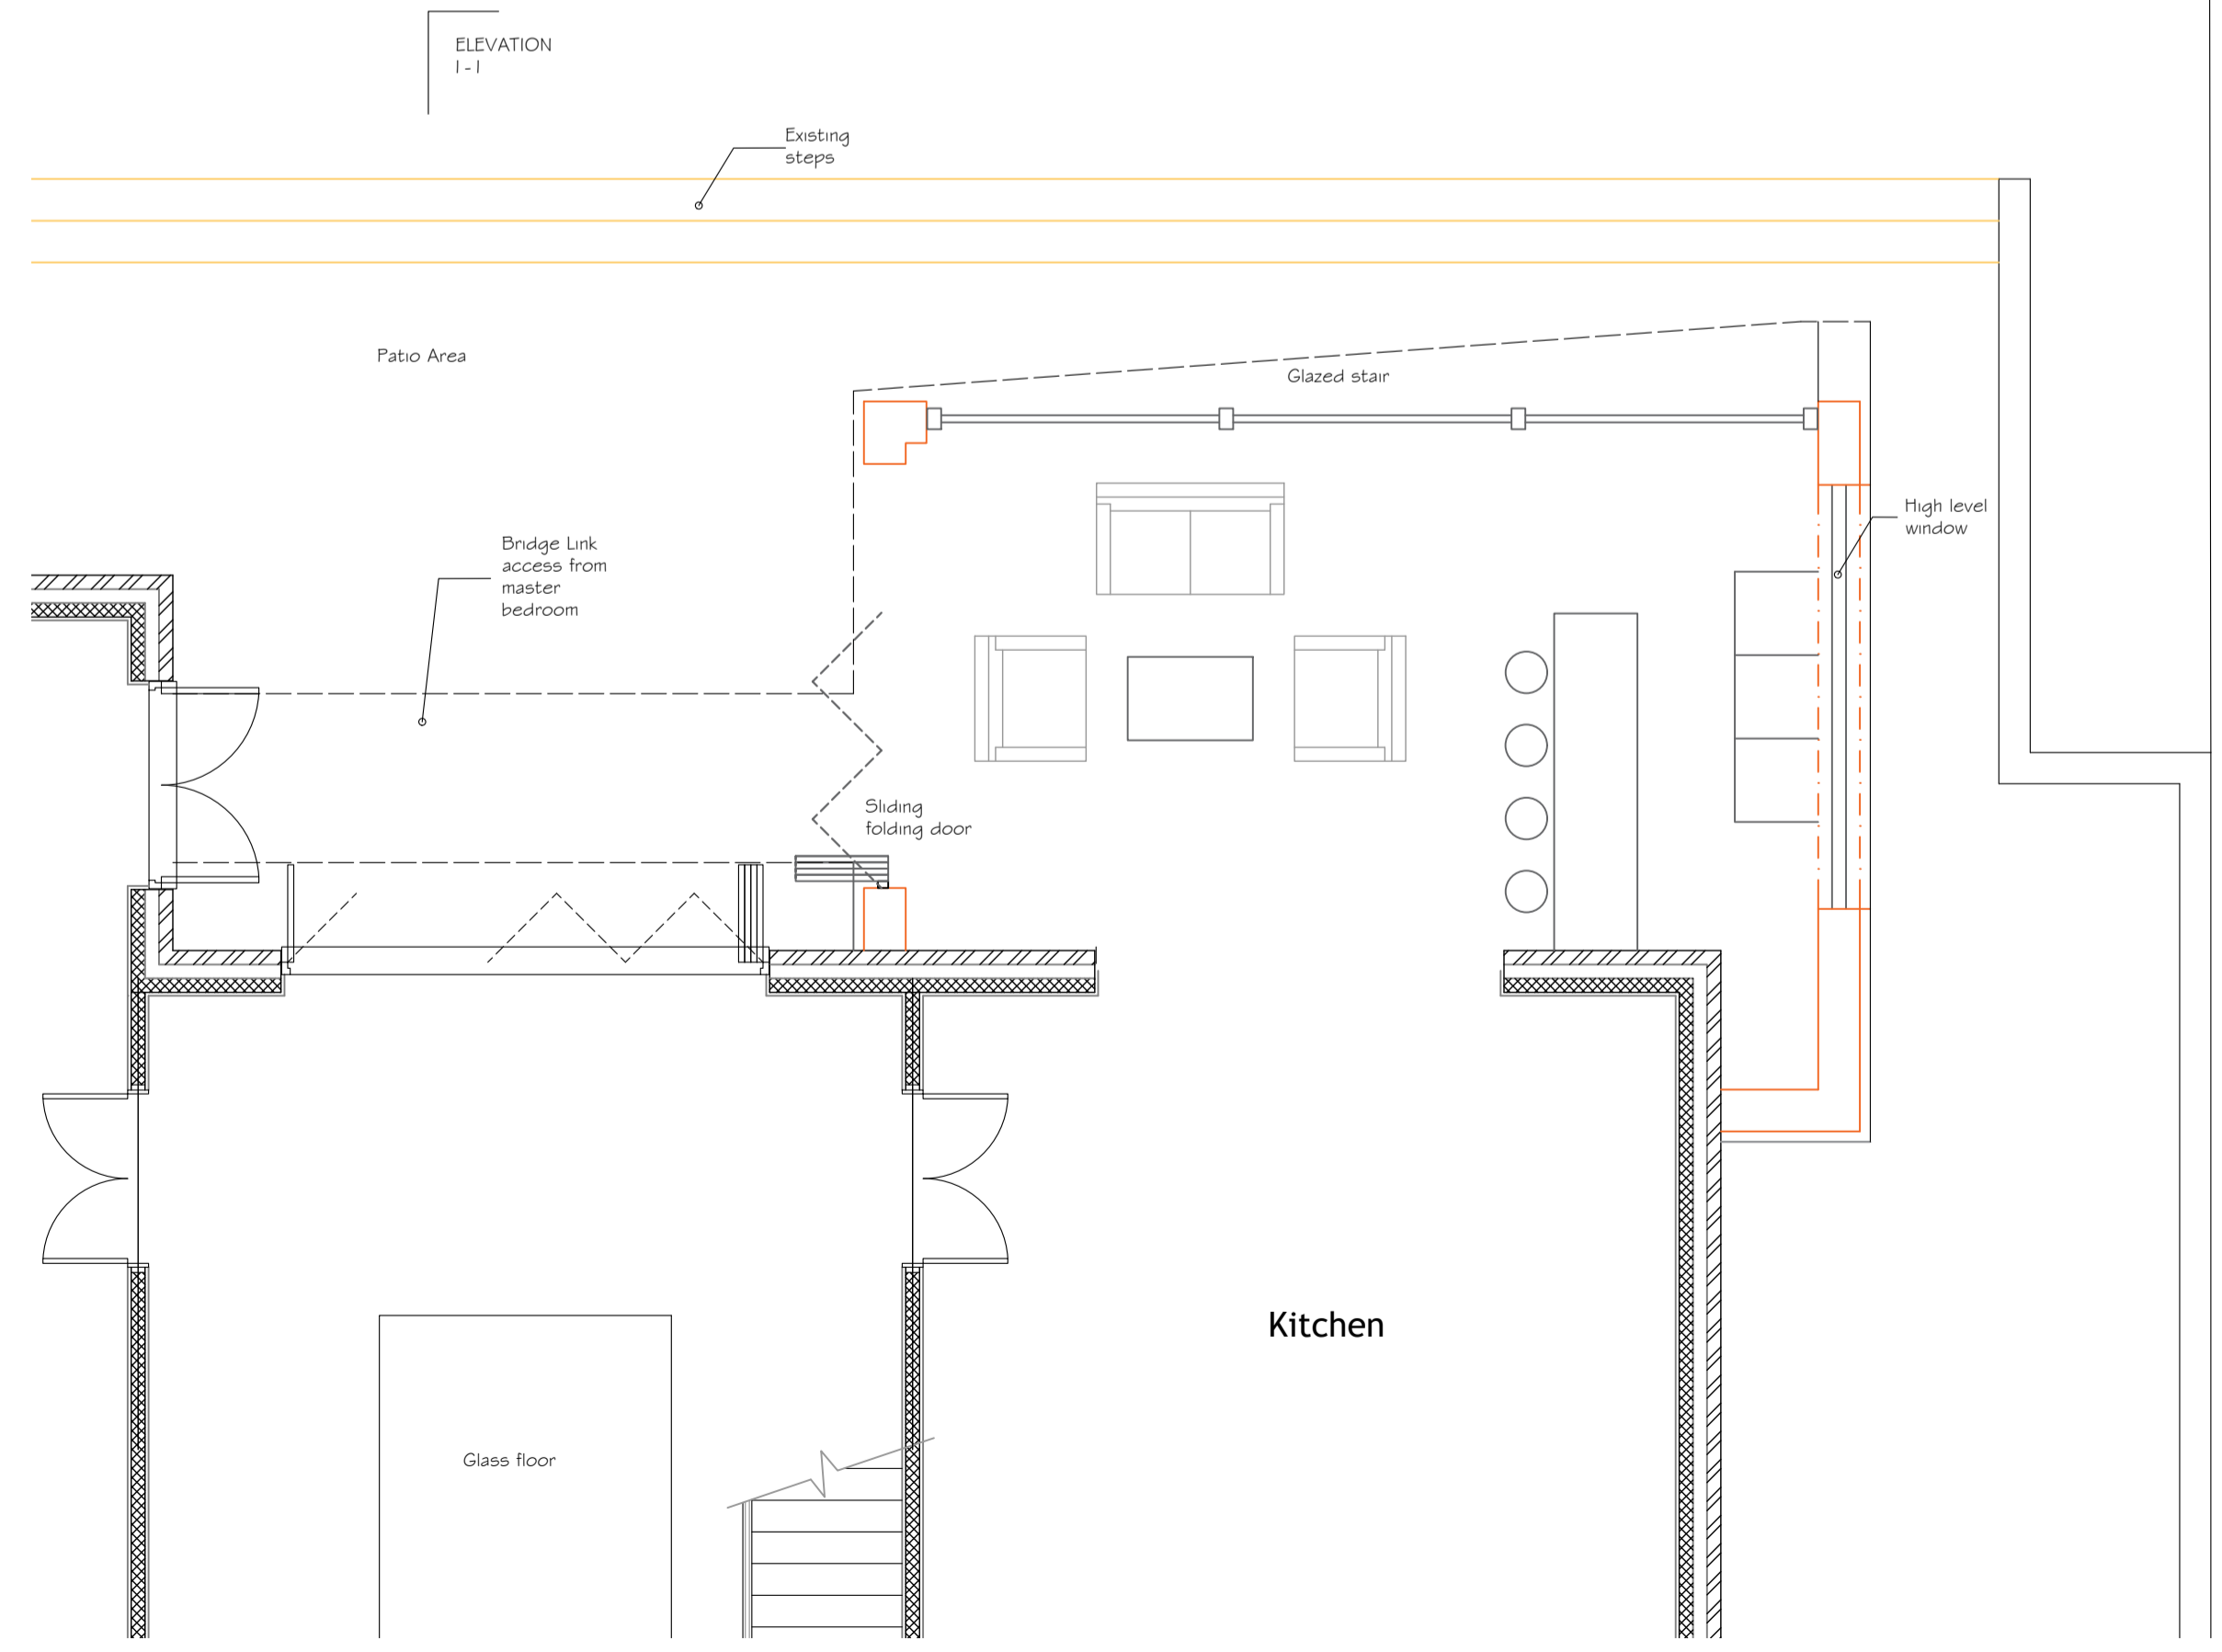 ELEVATION
1 - 1
Existing
steps
Patio Area
Glazed stair
High level
window
Bridge Link
access from
master
bedroom
Sliding
folding door
Kitchen
Glass floor